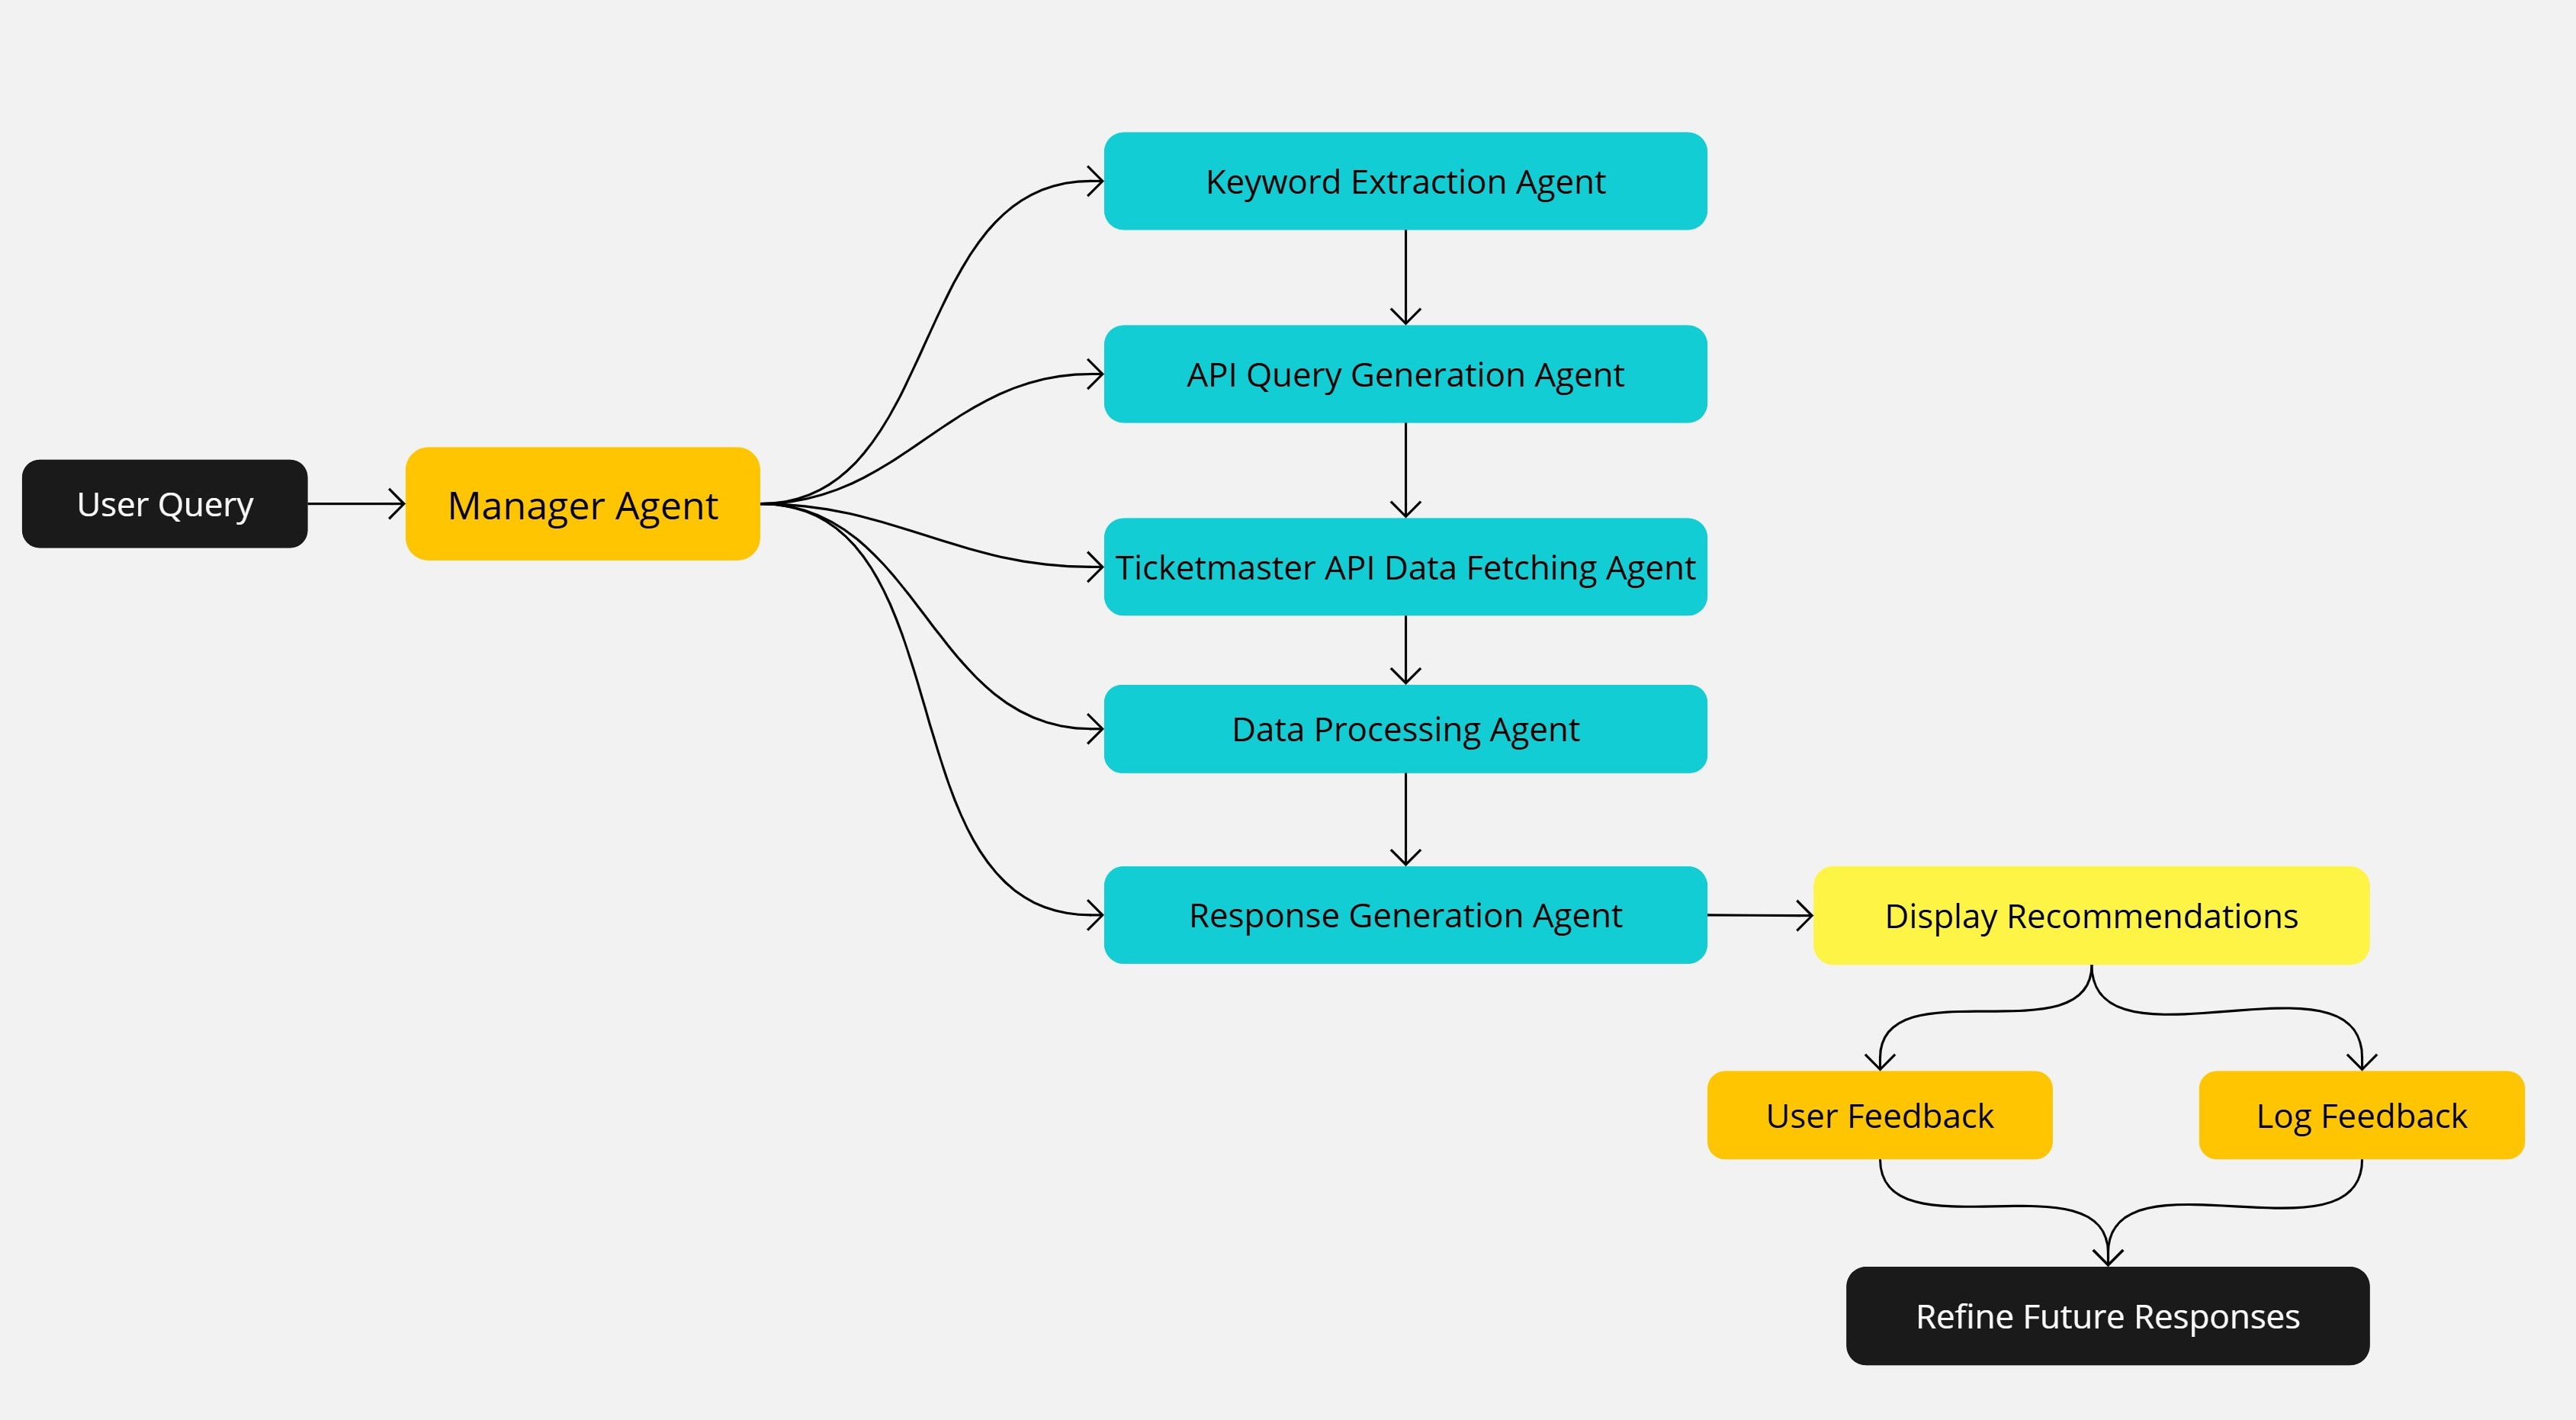 User Query
Manager Agent
Keyword Extraction Agent
API Query Generation Agent
Ticketmaster API Data Fetching Agent
Data Processing Agent
Response Generation Agent
Display Recommendations
User Feedback
Log Feedback
Refine Future Responses